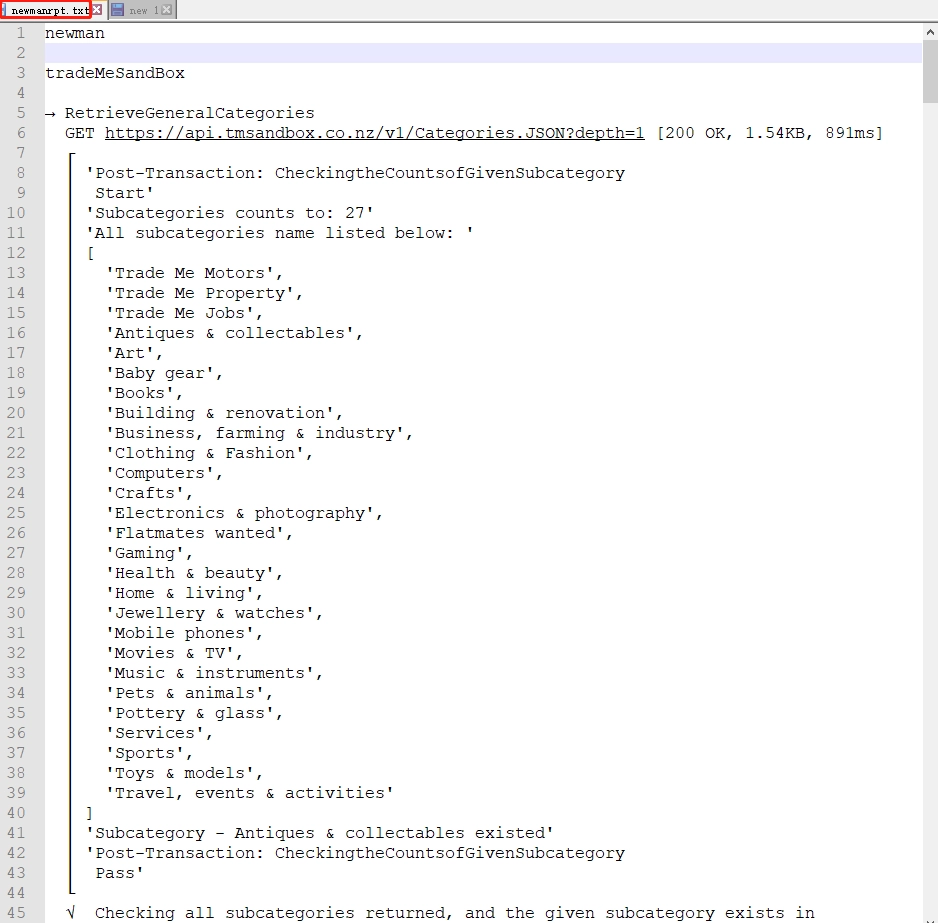 newmanrpt.txt new 1
1 newman
2
3 tradeMeSandBox
4
5 → RetrieveGeneralCategories
6 GET https://api.tmsandbox.co.nz/v1/Categories.JSON?depth=1 [200 OK, 1.54KB, 891ms]
7
8 'Post-Transaction: CheckingtheCountsofGivenSubcategory
9 Start'
10 'Subcategories counts to: 27'
11 'All subcategories name listed below: '
12 [
13 'Trade Me Motors',
14 'Trade Me Property',
15 'Trade Me Jobs',
16 'Antiques & collectables',
17 'Art',
18 'Baby gear',
19 'Books',
20 'Building & renovation',
21 'Business, farming & industry',
22 'Clothing & Fashion',
23 'Computers',
24 'Crafts',
25 'Electronics & photography',
26 'Flatmates wanted',
27 'Gaming',
28 'Health & beauty',
29 'Home & living',
30 'Jewellery & watches',
31 'Mobile phones',
32 'Movies & TV',
33 'Music & instruments',
34 'Pets & animals',
35 'Pottery & glass',
36 'Services',
37 'Sports',
38 'Toys & models',
39 'Travel, events & activities'
40 ]
41 'Subcategory - Antiques & collectables existed'
42 'Post-Transaction: CheckingtheCountsofGivenSubcategory
43 Pass'
44
45 √ Checking all subcategories returned, and the given subcategory exists in